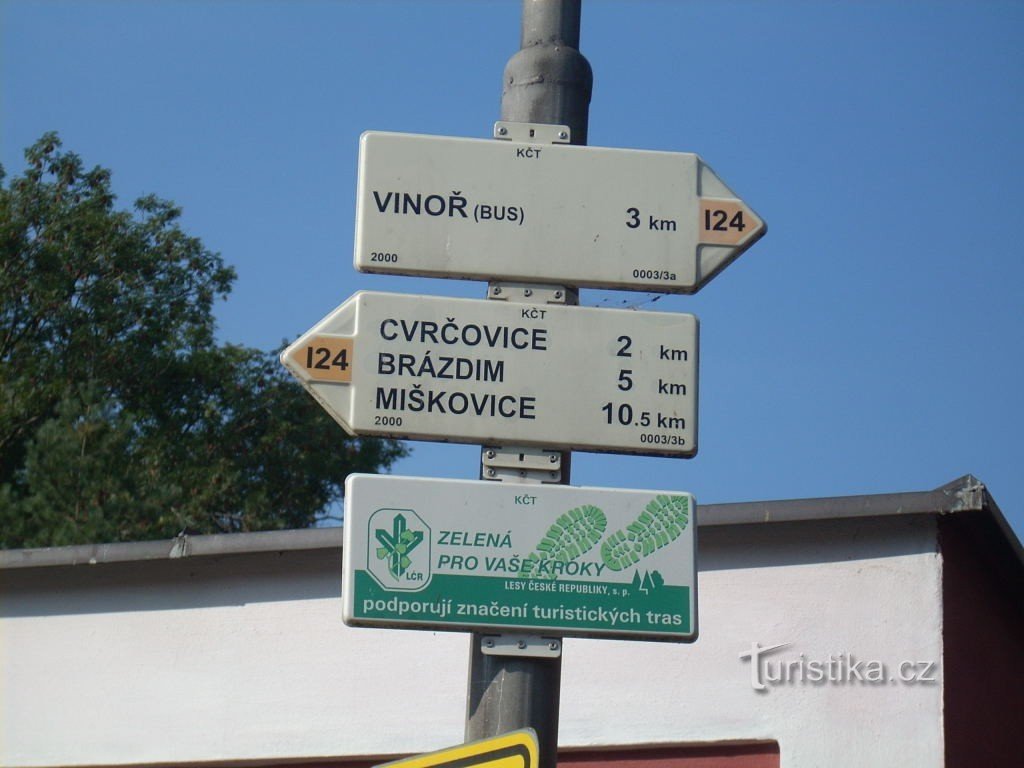 KČT
VINOŘ (BUS) 3 km I24
2000 0003/3a
KČT
CVRČOVICE 2 km
I24 BRÁZDIM 5 km
MIŠKOVICE 10.5 km
2000 0003/3b
KČT
ZELENÁ
PRO VAŠE KROKY
LČR LESY ČESKÉ REPUBLIKY, s. p.
podporují značení turistických tras
Turistika.cz